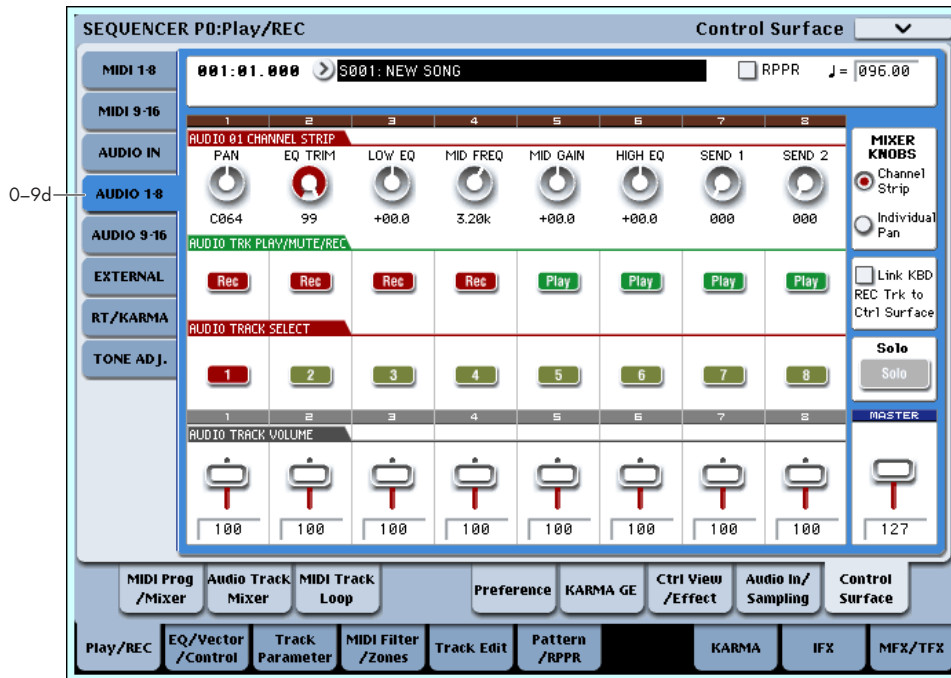 SEQUENCER P0:Play/REC
Control Surface
001:01.000
S001: NEW SONG
RPPR
♩= 096.00
0–9d
MIDI 1-8
MIDI 9-16
AUDIO IN
AUDIO 1-8
AUDIO 9-16
EXTERNAL
RT/KARMA
TONE ADJ.
1 2 3 4 5 6 7 8
AUDIO 01 CHANNEL STRIP
PAN EQ TRIM LOW EQ MID FREQ MID GAIN HIGH EQ SEND 1 SEND 2
C064 99 +00.0 3.20k +00.0 +00.0 000 000
AUDIO TRK PLAY/MUTE/REC
Rec Rec Rec Rec Play Play Play Play
AUDIO TRACK SELECT
1 2 3 4 5 6 7 8
1 2 3 4 5 6 7 8
AUDIO TRACK VOLUME
100 100 100 100 100 100 100 100
MIXER
KNOBS
Channel
Strip
Individual
Pan
Link KBD
REC Trk to
Ctrl Surface
Solo
Solo
MASTER
127
MIDI Prog
/Mixer
Audio Track
Mixer
MIDI Track
Loop
Preference
KARMA GE
Ctrl View
/Effect
Audio In/
Sampling
Control
Surface
Play/REC
EQ/Vector
/Control
Track
Parameter
MIDI Filter
/Zones
Track Edit
Pattern
/RPPR
KARMA
IFX
MFX/TFX